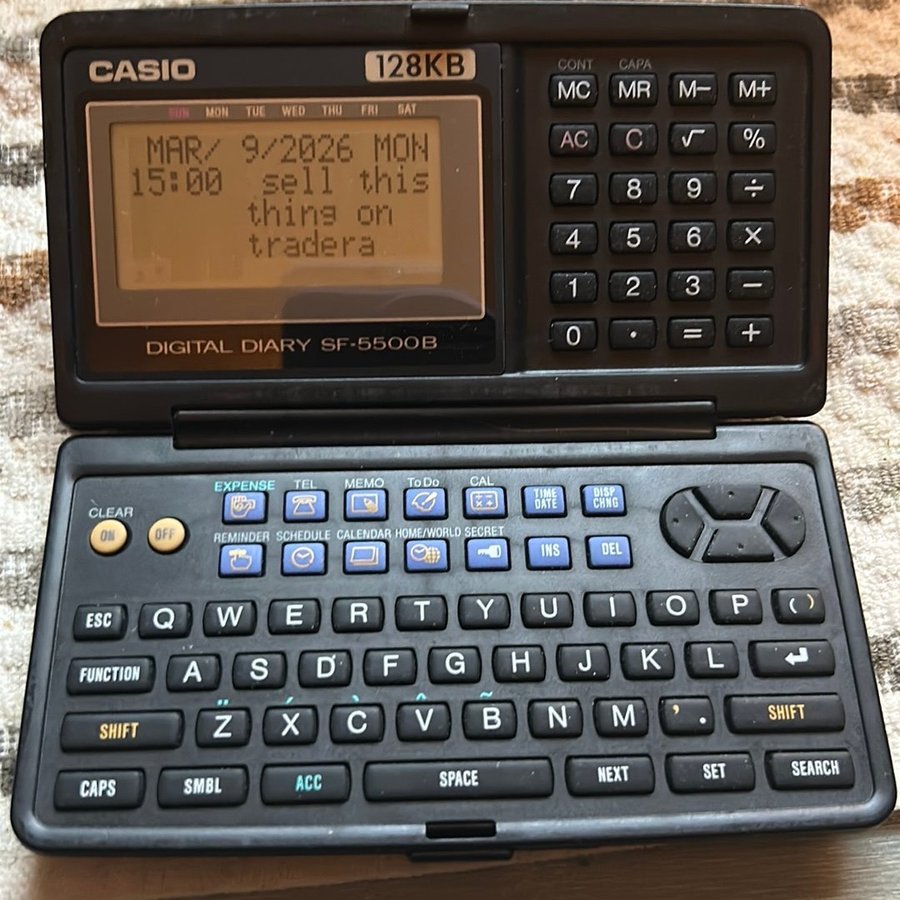 CASIO
128KB
SUN MON TUE WED THU FRI SAT
MAR/ 9/2026 MON
15:00 sell this
thing on
tradera
DIGITAL DIARY SF-5500B
CONT CAPA
MC MR M− M+
AC C √ %
7 8 9 ÷
4 5 6 ×
1 2 3 −
0 · = +
EXPENSE TEL MEMO To Do CAL
TIME DATE
DISP CHNG
CLEAR
ON OFF
REMINDER SCHEDULE CALENDAR HOME/WORLD SECRET
INS DEL
ESC Q W E R T Y U I O P ( )
FUNCTION A S D F G H J K L ↵
¨ ´ ` ^ ~
SHIFT Z X C V B N M , . SHIFT
CAPS SMBL ACC SPACE NEXT SET SEARCH